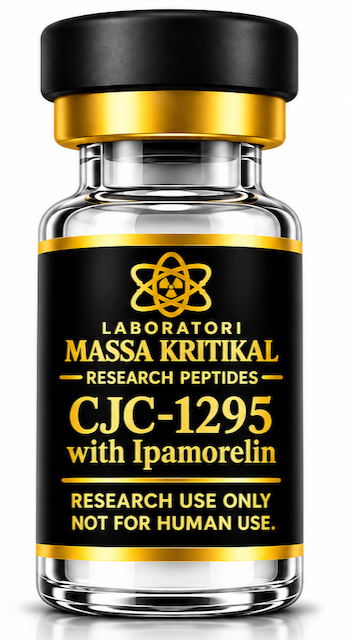 LABORATORI
MASSA KRITIKAL
RESEARCH PEPTIDES
CJC-1295
with Ipamorelin
RESEARCH USE ONLY
NOT FOR HUMAN USE.